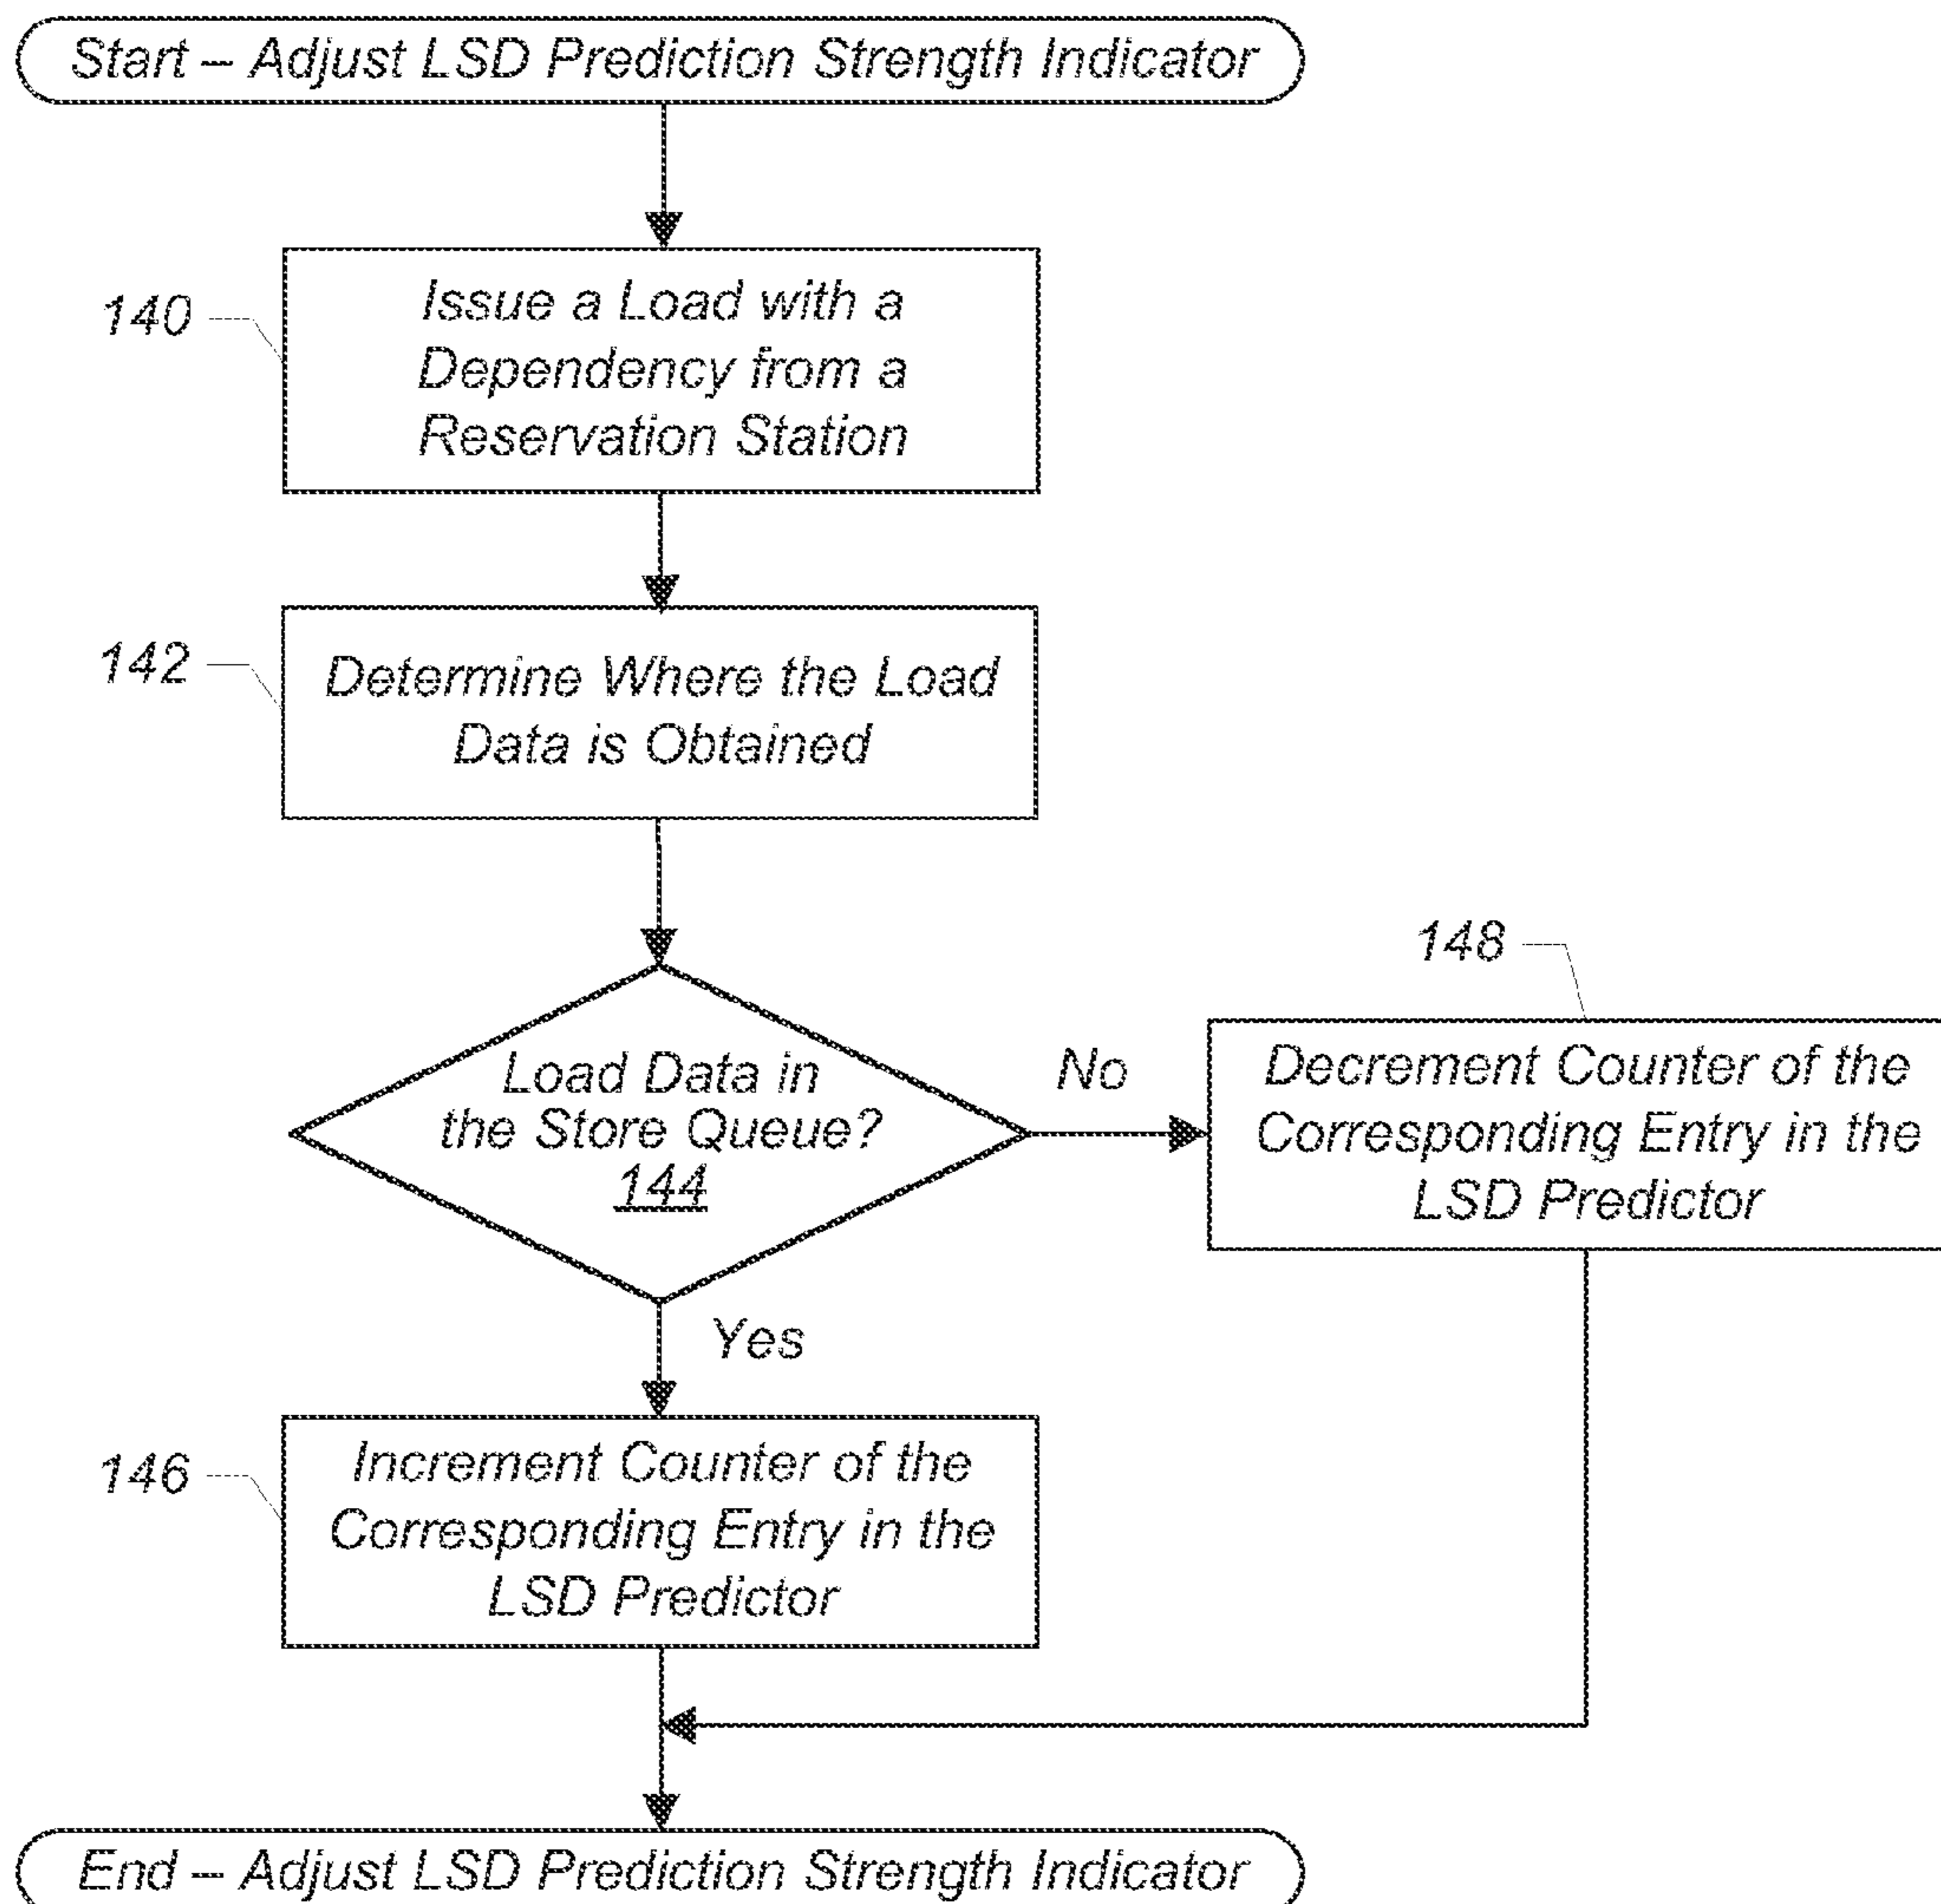 Start – Adjust LSD Prediction Strength Indicator
140
Issue a Load with a
Dependency from a
Reservation Station
142
Determine Where the Load
Data is Obtained
Load Data in
the Store Queue?
144
No
148
Decrement Counter of the
Corresponding Entry in the
LSD Predictor
Yes
146
Increment Counter of the
Corresponding Entry in the
LSD Predictor
End – Adjust LSD Prediction Strength Indicator